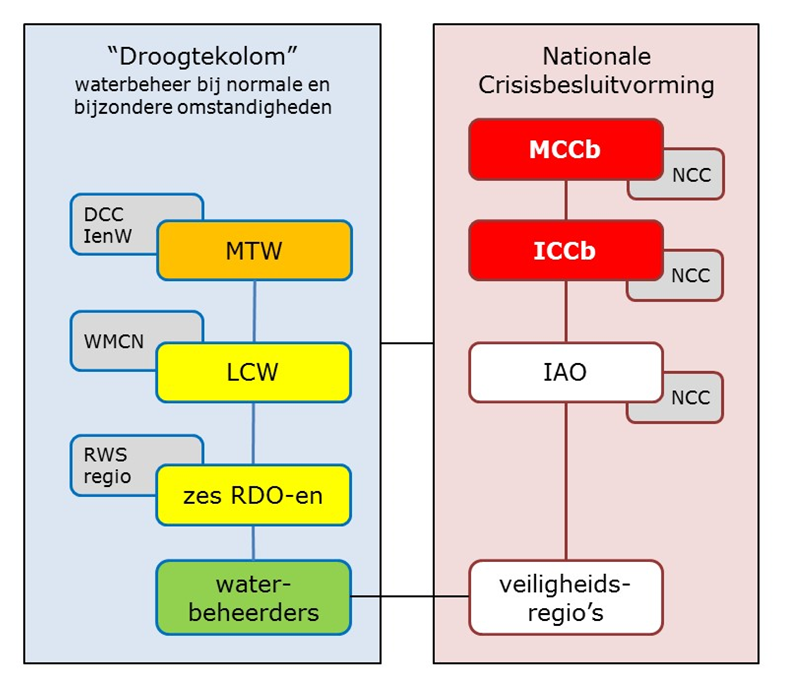 “Droogtekolom”
waterbeheer bij normale en
bijzondere omstandigheden
DCC
IenW
MTW
WMCN
LCW
RWS
regio
zes RDO-en
water-
beheerders
Nationale
Crisisbesluitvorming
MCCb
NCC
ICCb
NCC
IAO
NCC
veiligheids-
regio’s